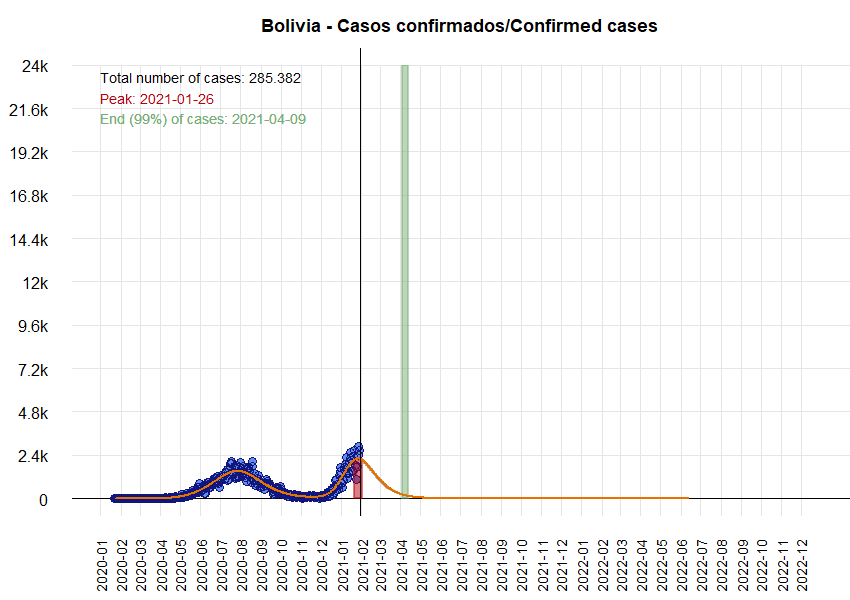 Bolivia - Casos confirmados/Confirmed cases
24k
Total number of cases: 285.382
Peak: 2021-01-26
End (99%) of cases: 2021-04-09
21.6k
19.2k
16.8k
14.4k
12k
9.6k
7.2k
4.8k
2.4k
0
2020-01
2020-02
2020-03
2020-04
2020-05
2020-06
2020-07
2020-08
2020-09
2020-10
2020-11
2020-12
2021-01
2021-02
2021-03
2021-04
2021-05
2021-06
2021-07
2021-08
2021-09
2021-10
2021-11
2021-12
2022-01
2022-02
2022-03
2022-04
2022-05
2022-06
2022-07
2022-08
2022-09
2022-10
2022-11
2022-12